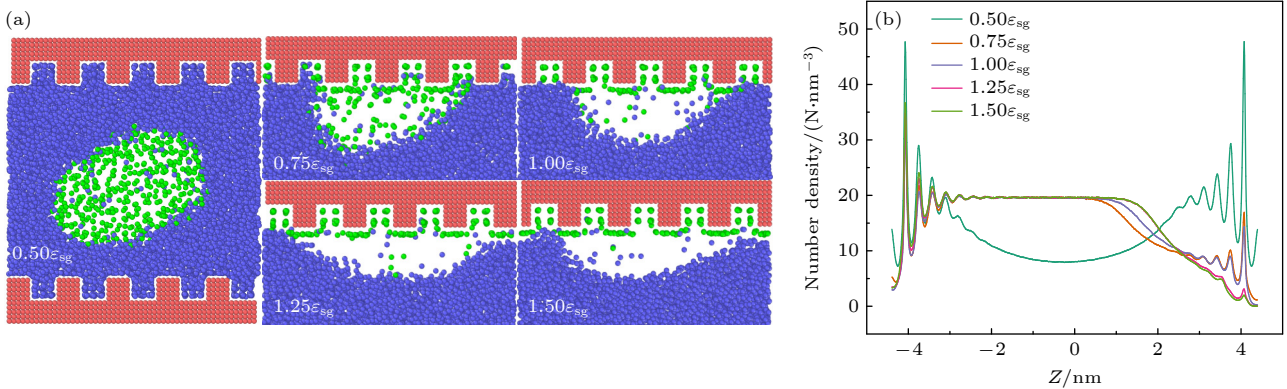 (a)
0.50εsg
0.75εsg
1.00εsg
1.25εsg
1.50εsg
(b)
0.50εsg
0.75εsg
1.00εsg
1.25εsg
1.50εsg
Number density/(N·nm−3)
50
40
30
20
10
0
−4
−2
0
2
4
Z/nm